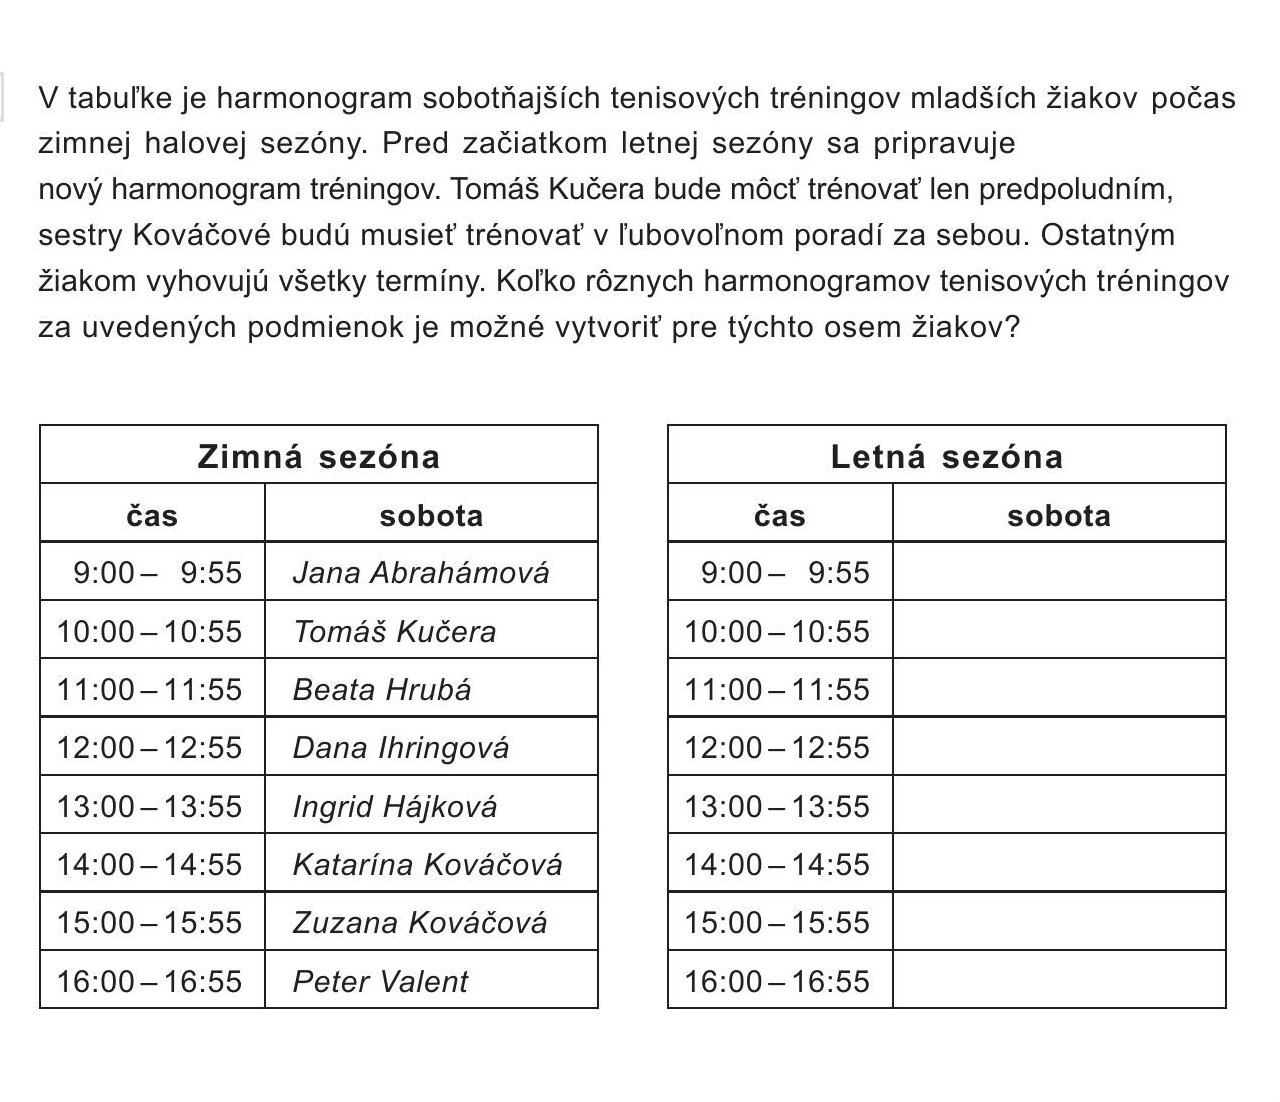 V tabuľke je harmonogram sobotňajších tenisových tréningov mladších žiakov počas
zimnej halovej sezóny. Pred začiatkom letnej sezóny sa pripravuje
nový harmonogram tréningov. Tomáš Kučera bude môcť trénovať len predpoludním,
sestry Kováčové budú musieť trénovať v ľubovoľnom poradí za sebou. Ostatným
žiakom vyhovujú všetky termíny. Koľko rôznych harmonogramov tenisových tréningov
za uvedených podmienok je možné vytvoriť pre týchto osem žiakov?
Zimná sezóna
čas sobota
9:00 – 9:55 Jana Abrahámová
10:00 – 10:55 Tomáš Kučera
11:00 – 11:55 Beata Hrubá
12:00 – 12:55 Dana Ihringová
13:00 – 13:55 Ingrid Hájková
14:00 – 14:55 Katarína Kováčová
15:00 – 15:55 Zuzana Kováčová
16:00 – 16:55 Peter Valent
Letná sezóna
čas sobota
9:00 – 9:55
10:00 – 10:55
11:00 – 11:55
12:00 – 12:55
13:00 – 13:55
14:00 – 14:55
15:00 – 15:55
16:00 – 16:55